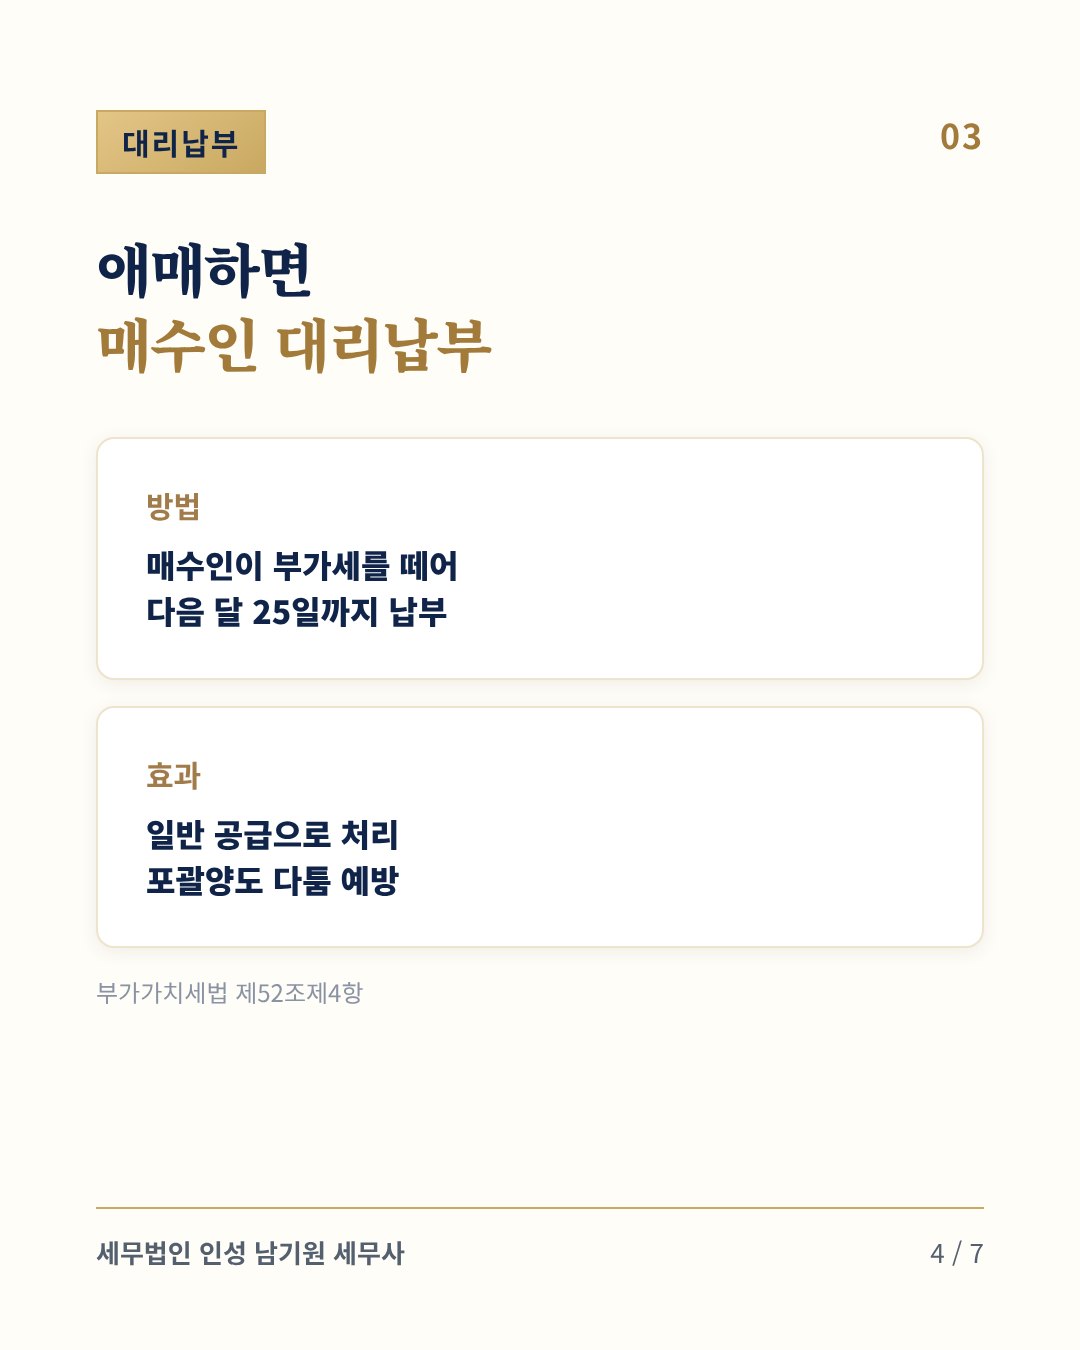 대리납부
03
애매하면
매수인 대리납부
방법
매수인이 부가세를 떼어
다음 달 25일까지 납부
효과
일반 공급으로 처리
포괄양도 다툼 예방
부가가치세법 제52조제4항
세무법인 인성 남기원 세무사
4 / 7